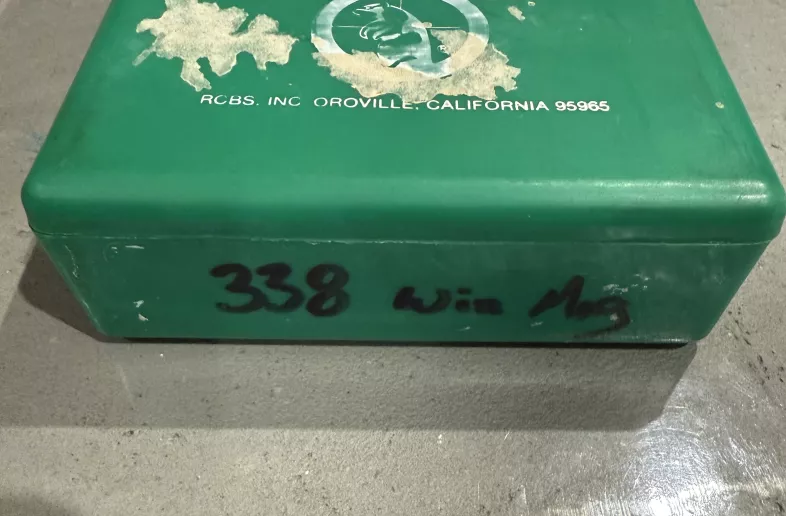 RCBS. INC OROVILLE, CALIFORNIA 95965
338 Win Mag